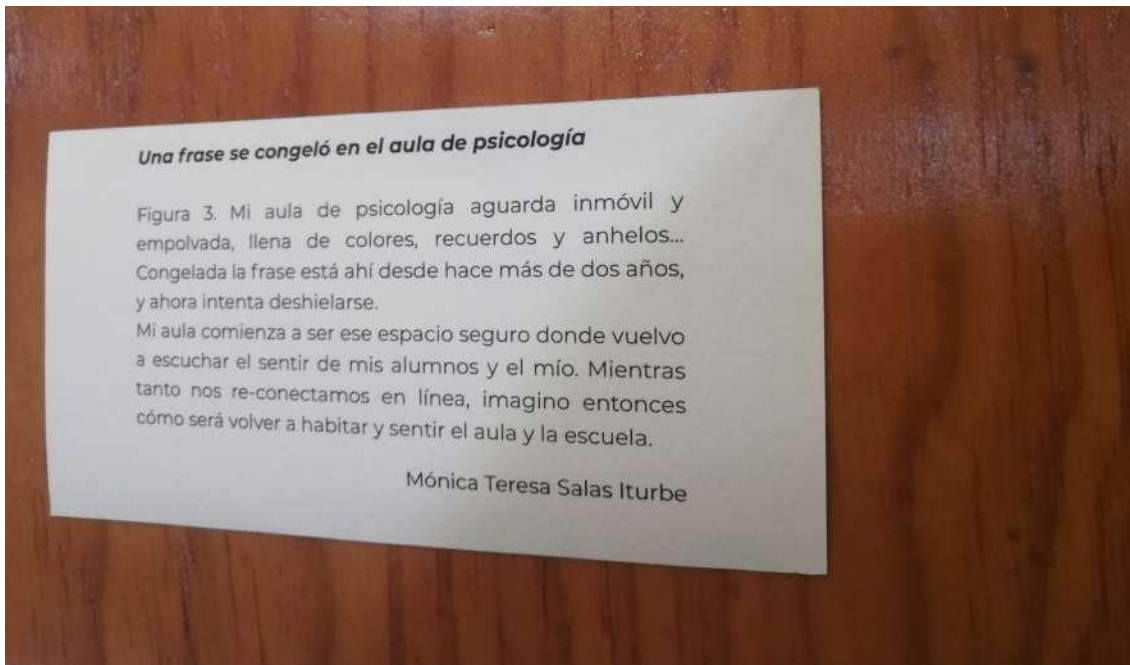 Una frase se congeló en el aula de psicología
Figura 3. Mi aula de psicología aguarda inmóvil y
empolvada, llena de colores, recuerdos y anhelos...
Congelada la frase está ahí desde hace más de dos años,
y ahora intenta deshielarse.
Mi aula comienza a ser ese espacio seguro donde vuelvo
a escuchar el sentir de mis alumnos y el mío. Mientras
tanto nos re-conectamos en línea, imagino entonces
cómo será volver a habitar y sentir el aula y la escuela.
Mónica Teresa Salas Iturbe